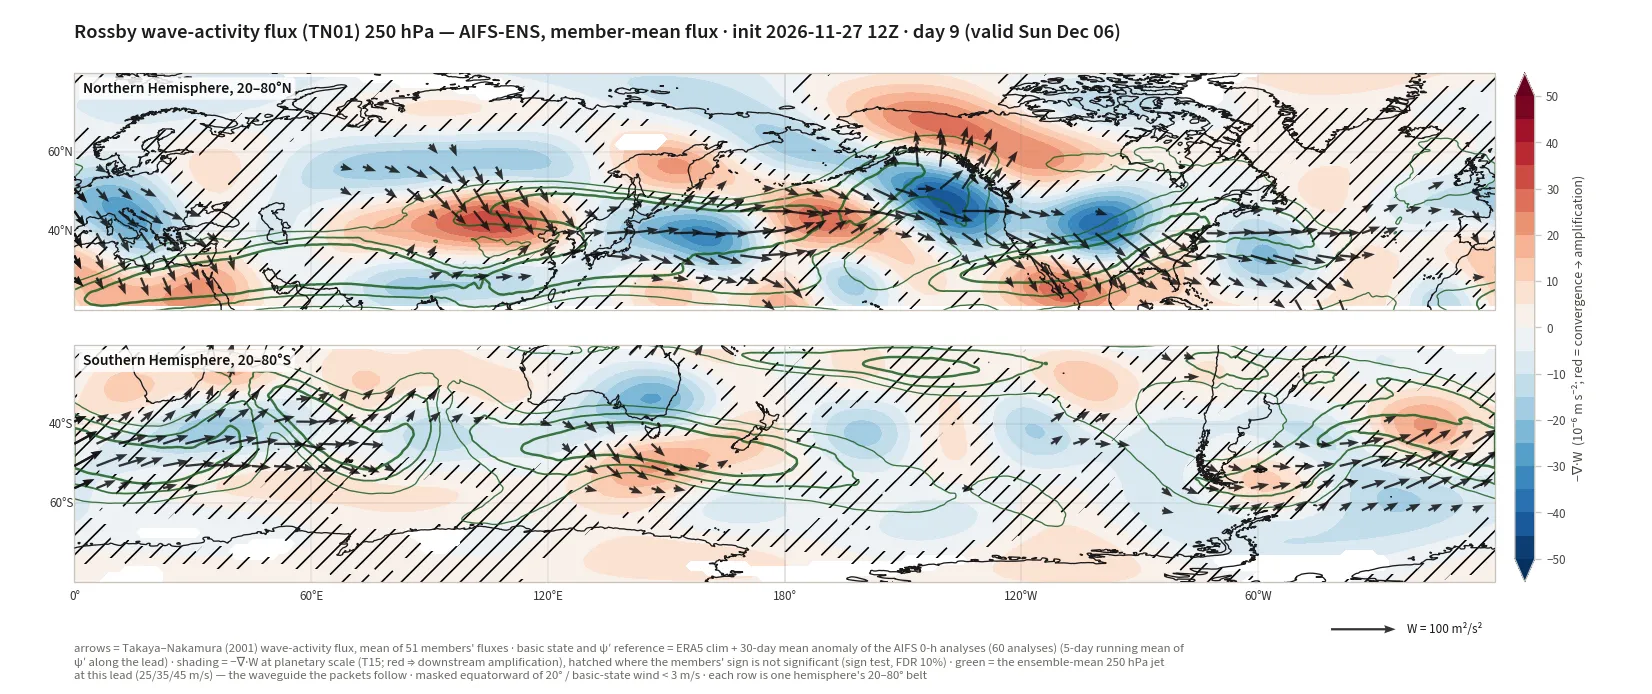 Rossby wave-activity flux (TN01) 250 hPa — AIFS-ENS, member-mean flux · init 2026-11-27 12Z · day 9 (valid Sun Dec 06)
Northern Hemisphere, 20–80°N
60°N
40°N
Southern Hemisphere, 20–80°S
40°S
60°S
0°
60°E
120°E
180°
120°W
60°W
50
40
30
20
10
0
−10
−20
−30
−40
−50
−∇·W (10⁻⁶ m s⁻²; red = convergence → amplification)
W = 100 m²/s²
arrows = Takaya–Nakamura (2001) wave-activity flux, mean of 51 members' fluxes · basic state and ψ′ reference = ERA5 clim + 30-day mean anomaly of the AIFS 0-h analyses (60 analyses) (5-day running mean of
ψ′ along the lead) · shading = −∇·W at planetary scale (T15; red ⇒ downstream amplification), hatched where the members' sign is not significant (sign test, FDR 10%) · green = the ensemble-mean 250 hPa jet
at this lead (25/35/45 m/s) — the waveguide the packets follow · masked equatorward of 20° / basic-state wind < 3 m/s · each row is one hemisphere's 20–80° belt